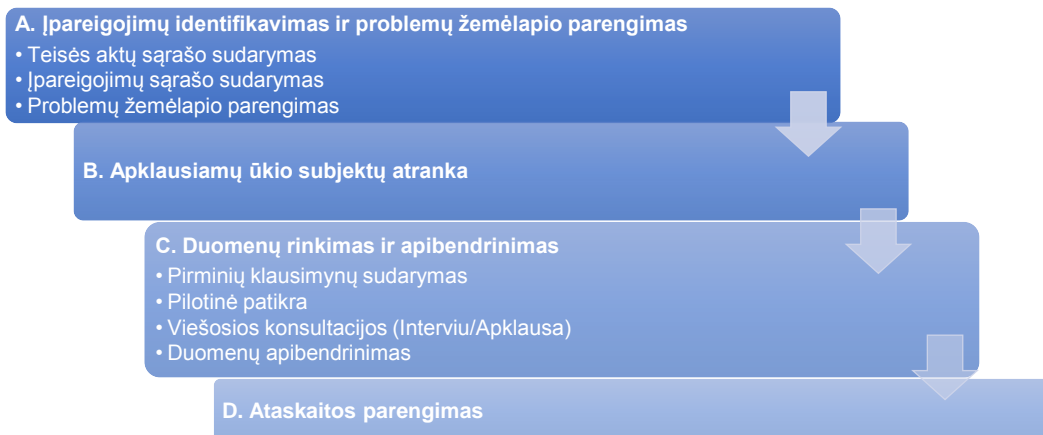 A. Įpareigojimų identifikavimas ir problemų žemėlapio parengimas
• Teisės aktų sąrašo sudarymas
• Įpareigojimų sąrašo sudarymas
• Problemų žemėlapio parengimas
B. Apklausiamų ūkio subjektų atranka
C. Duomenų rinkimas ir apibendrinimas
• Pirminių klausimynų sudarymas
• Pilotinė patikra
• Viešosios konsultacijos (Interviu/Apklausa)
• Duomenų apibendrinimas
D. Ataskaitos parengimas